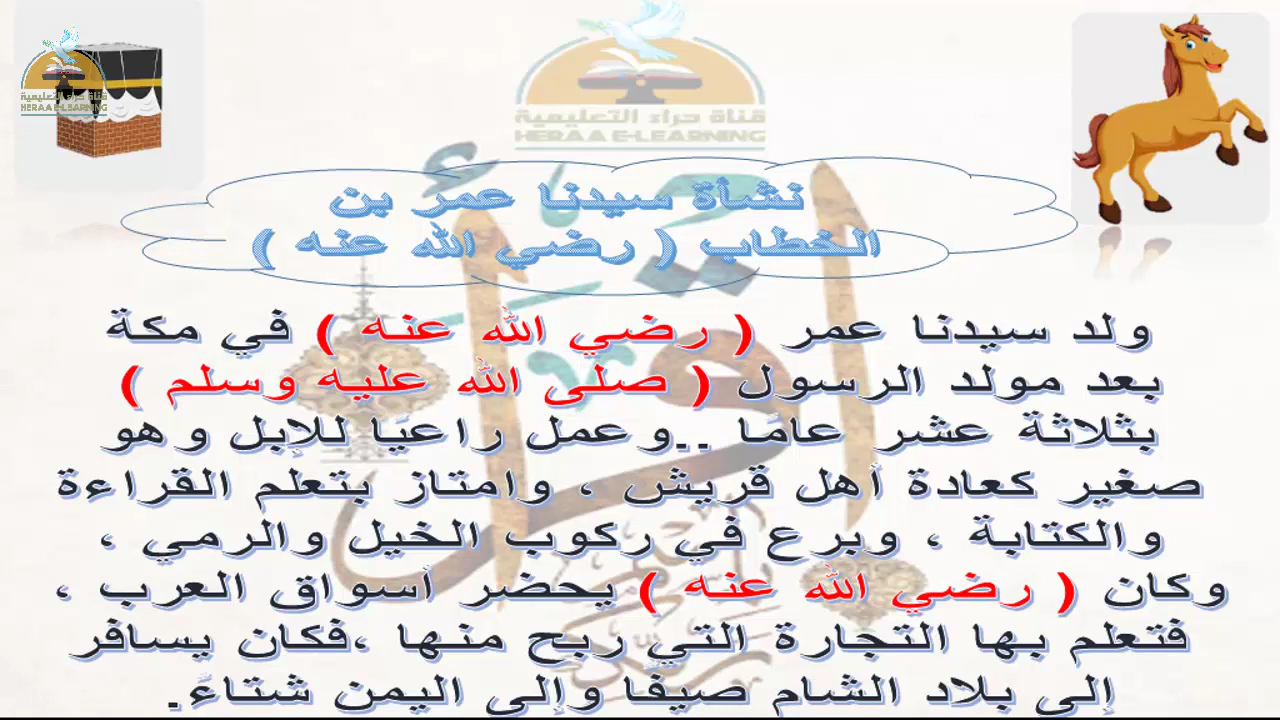 قناة حراء التعليمية
HERAA E-LEARNING
قناة حراء التعليمية
HERAA E-LEARNING
نشأة سيدنا عمر بن
الخطاب ( رضي الله عنه )
ولد سيدنا عمر ( رضي الله عنه ) في مكة
بعد مولد الرسول ( صلى الله عليه وسلم )
بثلاثة عشر عامًا ..وعمل راعيًا للإبل وهو
صغير كعادة أهل قريش ، وامتاز بتعلم القراءة
والكتابة ، وبرع في ركوب الخيل والرمي ،
وكان ( رضي الله عنه ) يحضر أسواق العرب ،
فتعلم بها التجارة التي ربح منها ،فكان يسافر
إلى بلاد الشام صيفًا وإلى اليمن شتاءً.